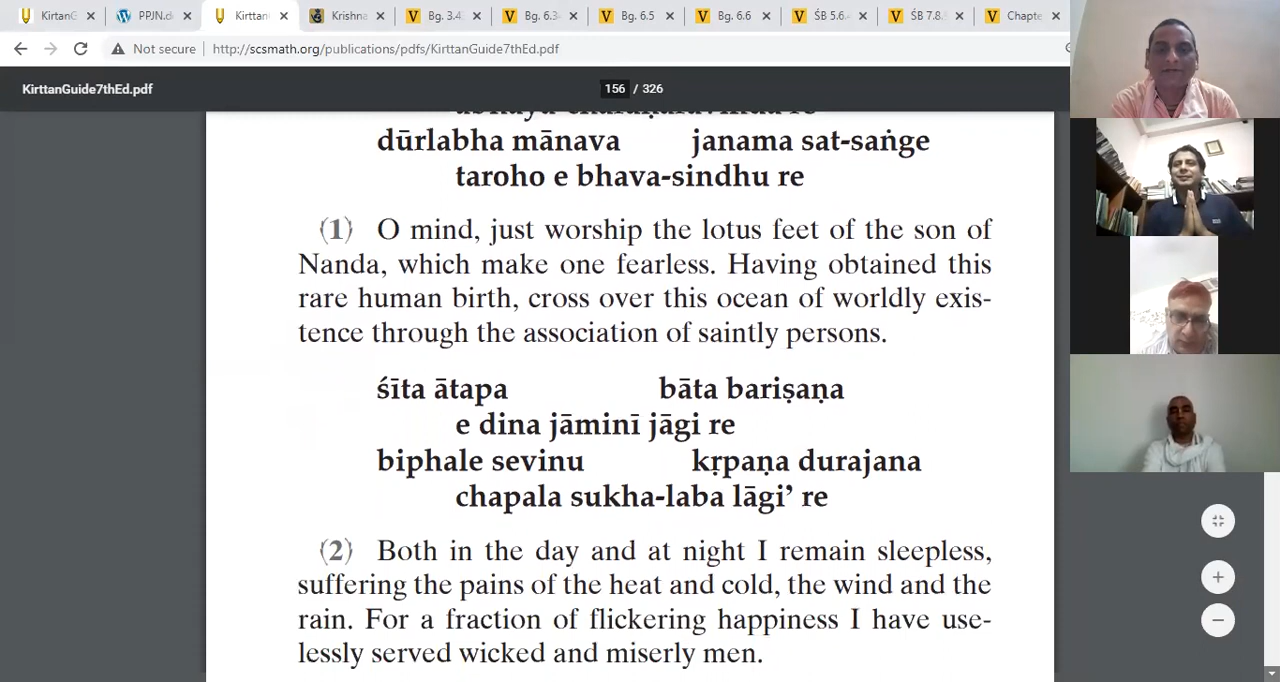 KirtanG
PPJN.d
Kirttan
Krishna
Bg. 3.4
Bg. 6.3
Bg. 6.5
Bg. 6.6
ŚB 5.6.
ŚB 7.8.
Chapte
Not secure
http://scsmath.org/publications/pdfs/KirttanGuide7thEd.pdf
KirttanGuide7thEd.pdf
156 / 326
dūrlabha mānava janama sat-saṅge
taroho e bhava-sindhu re
(1) O mind, just worship the lotus feet of the son of
Nanda, which make one fearless. Having obtained this
rare human birth, cross over this ocean of worldly exis-
tence through the association of saintly persons.
śīta ātapa bāta bariṣaṇa
e dina jāminī jāgi re
biphale sevinu kṛpaṇa durajana
chapala sukha-laba lāgi’ re
(2) Both in the day and at night I remain sleepless,
suffering the pains of the heat and cold, the wind and the
rain. For a fraction of flickering happiness I have use-
lessly served wicked and miserly men.